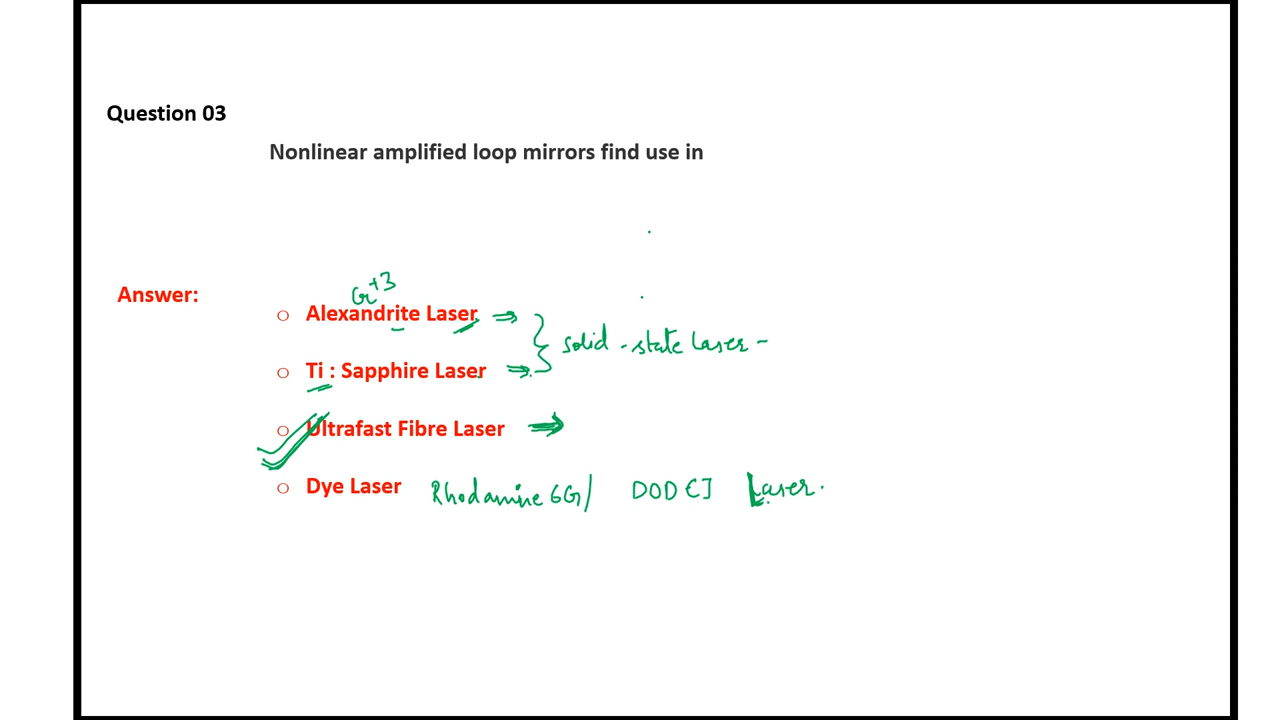 Question 03
Nonlinear amplified loop mirrors find use in
Answer:
Cr+3
Alexandrite Laser
Ti : Sapphire Laser
solid-state Laser -
Ultrafast Fibre Laser
Dye Laser Rhodamine 6G/ DODCI Laser.